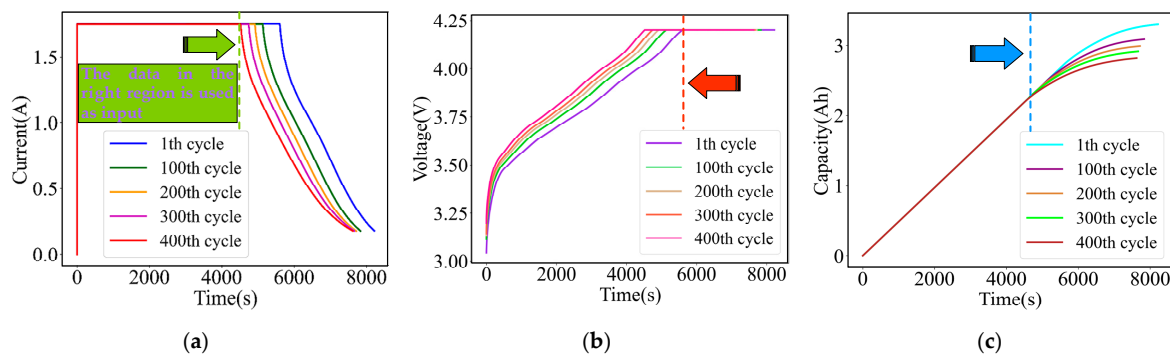 Current(A)
1.5
1.0
0.5
0.0
The data in the
right region is used
as input
1th cycle
100th cycle
200th cycle
300th cycle
400th cycle
0 2000 4000 6000 8000
Time(s)
(a)
Voltage(V)
4.25
4.00
3.75
3.50
3.25
3.00
1th cycle
100th cycle
200th cycle
300th cycle
400th cycle
0 2000 4000 6000 8000
Time(s)
(b)
Capacity(Ah)
3
2
1
0
1th cycle
100th cycle
200th cycle
300th cycle
400th cycle
0 2000 4000 6000 8000
Time(s)
(c)